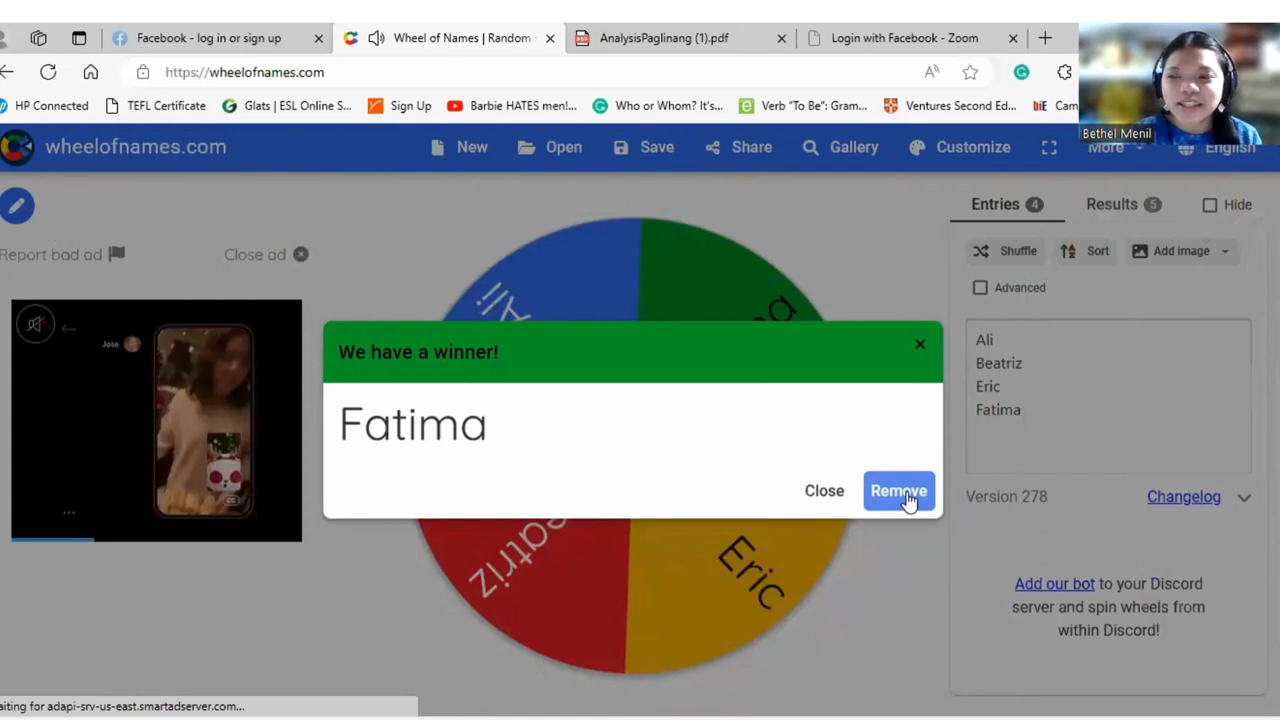 Facebook - log in or sign up
Wheel of Names | Random
AnalysisPaglinang (1).pdf
Login with Facebook - Zoom
https://wheelofnames.com
HP Connected
TEFL Certificate
Glats | ESL Online S...
Sign Up
Barbie HATES men!...
Who or Whom? It's...
Verb "To Be": Gram...
Ventures Second Ed...
Cam
Bethel Menil
wheelofnames.com
New
Open
Save
Share
Gallery
Customize
More
English
Report bad ad
Close ad
Entries 4
Results 5
Hide
Shuffle
Sort
Add image
Advanced
Jose
CC
Ali
We have a winner!
Fatima
Close
Remove
eatriz
Eric
Ali
Beatriz
Eric
Fatima
Version 278
Changelog
Add our bot to your Discord
server and spin wheels from
within Discord!
aiting for adapi-srv-us-east.smartadserver.com...